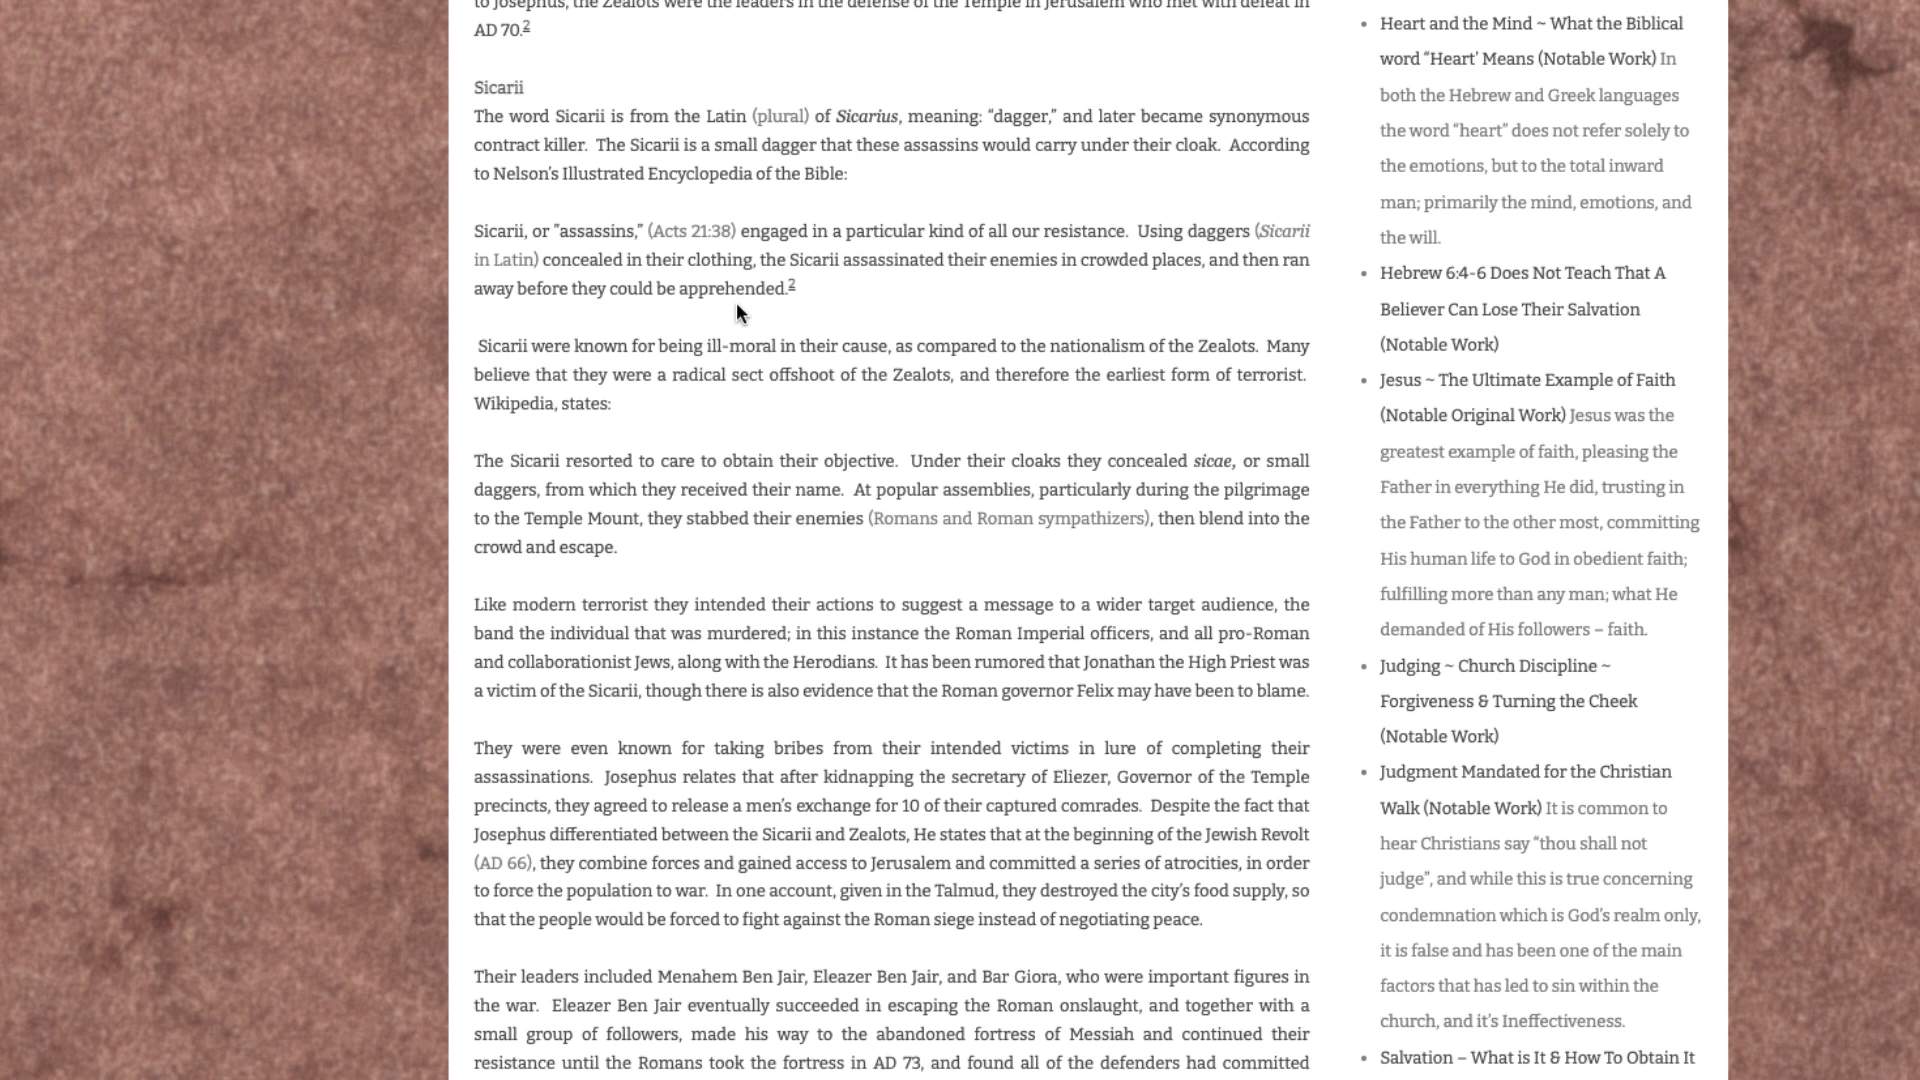 to Josephus, the Zealots were the leaders in the defense of the Temple in Jerusalem who met with defeat in
AD 70.2
Sicarii
The word Sicarii is from the Latin (plural) of Sicarius, meaning: “dagger,” and later became synonymous
contract killer.  The Sicarii is a small dagger that these assassins would carry under their cloak.  According
to Nelson’s Illustrated Encyclopedia of the Bible:
Sicarii, or “assassins,” (Acts 21:38) engaged in a particular kind of all our resistance.  Using daggers (Sicarii
in Latin) concealed in their clothing, the Sicarii assassinated their enemies in crowded places, and then ran
away before they could be apprehended.2
Sicarii were known for being ill-moral in their cause, as compared to the nationalism of the Zealots.  Many
believe that they were a radical sect offshoot of the Zealots, and therefore the earliest form of terrorist.
Wikipedia, states:
The Sicarii resorted to care to obtain their objective.  Under their cloaks they concealed sicae, or small
daggers, from which they received their name.  At popular assemblies, particularly during the pilgrimage
to the Temple Mount, they stabbed their enemies (Romans and Roman sympathizers), then blend into the
crowd and escape.
Like modern terrorist they intended their actions to suggest a message to a wider target audience, the
band the individual that was murdered; in this instance the Roman Imperial officers, and all pro-Roman
and collaborationist Jews, along with the Herodians.  It has been rumored that Jonathan the High Priest was
a victim of the Sicarii, though there is also evidence that the Roman governor Felix may have been to blame.
They were even known for taking bribes from their intended victims in lure of completing their
assassinations.  Josephus relates that after kidnapping the secretary of Eliezer, Governor of the Temple
precincts, they agreed to release a men’s exchange for 10 of their captured comrades.  Despite the fact that
Josephus differentiated between the Sicarii and Zealots, He states that at the beginning of the Jewish Revolt
(AD 66), they combine forces and gained access to Jerusalem and committed a series of atrocities, in order
to force the population to war.  In one account, given in the Talmud, they destroyed the city’s food supply, so
that the people would be forced to fight against the Roman siege instead of negotiating peace.
Their leaders included Menahem Ben Jair, Eleazer Ben Jair, and Bar Giora, who were important figures in
the war.  Eleazer Ben Jair eventually succeeded in escaping the Roman onslaught, and together with a
small group of followers, made his way to the abandoned fortress of Messiah and continued their
resistance until the Romans took the fortress in AD 73, and found all of the defenders had committed
• Heart and the Mind ~ What the Biblical
word “Heart’ Means (Notable Work) In
both the Hebrew and Greek languages
the word “heart” does not refer solely to
the emotions, but to the total inward
man; primarily the mind, emotions, and
the will.
• Hebrew 6:4-6 Does Not Teach That A
Believer Can Lose Their Salvation
(Notable Work)
• Jesus ~ The Ultimate Example of Faith
(Notable Original Work) Jesus was the
greatest example of faith, pleasing the
Father in everything He did, trusting in
the Father to the other most, committing
His human life to God in obedient faith;
fulfilling more than any man; what He
demanded of His followers – faith.
• Judging ~ Church Discipline ~
Forgiveness & Turning the Cheek
(Notable Work)
• Judgment Mandated for the Christian
Walk (Notable Work) It is common to
hear Christians say “thou shall not
judge”, and while this is true concerning
condemnation which is God’s realm only,
it is false and has been one of the main
factors that has led to sin within the
church, and it’s Ineffectiveness.
• Salvation – What is It & How To Obtain It